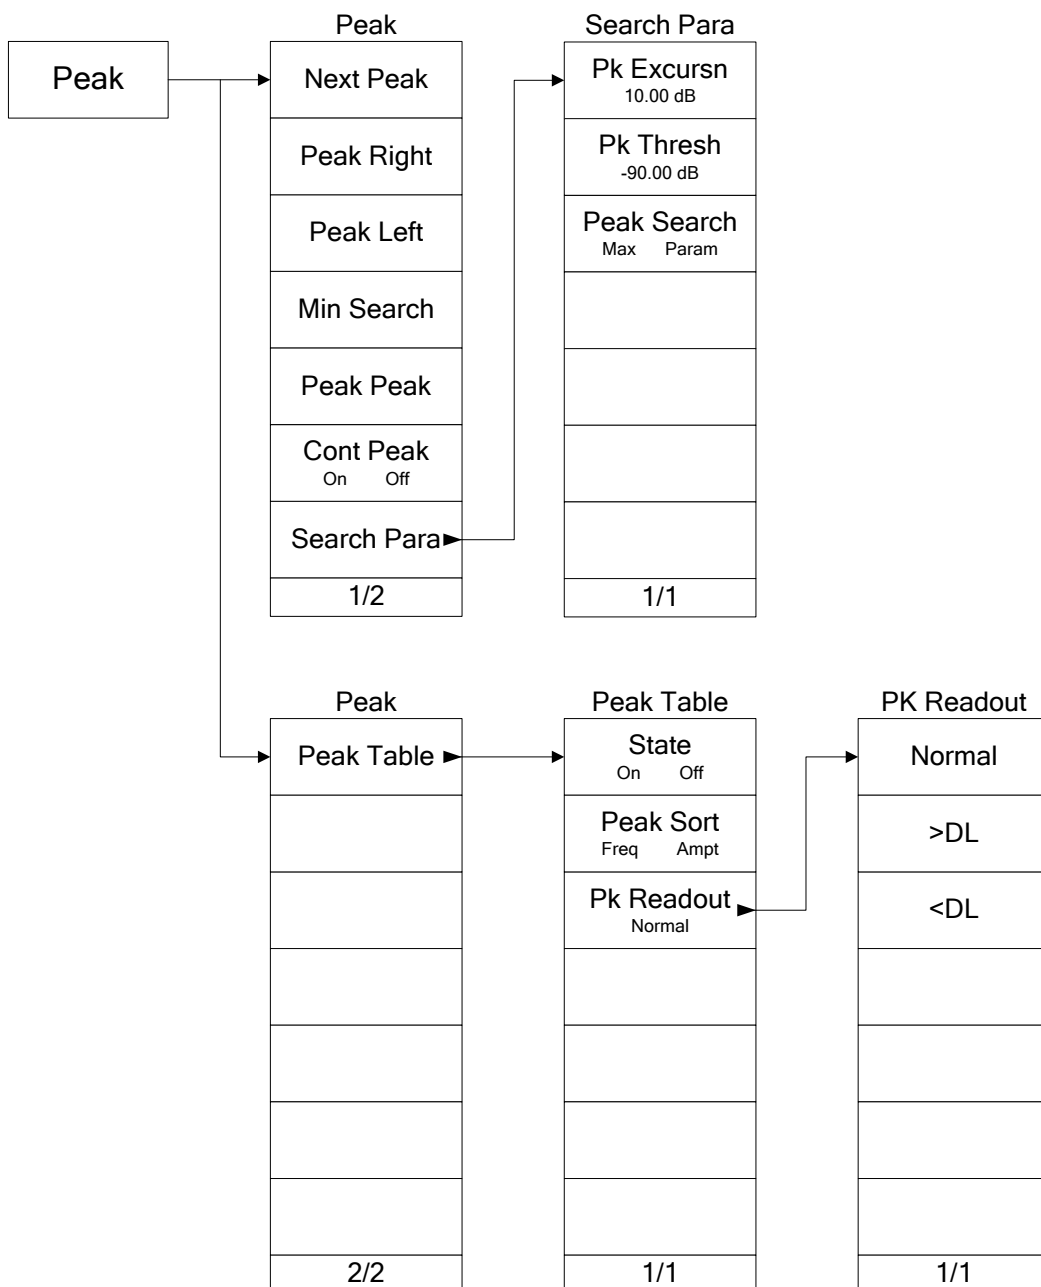 Peak
Peak
Next Peak
Peak Right
Peak Left
Min Search
Peak Peak
Cont Peak
On Off
Search Para
1/2
Search Para
Pk Excursn
10.00 dB
Pk Thresh
-90.00 dB
Peak Search
Max Param
1/1
Peak
Peak Table
2/2
Peak Table
State
On Off
Peak Sort
Freq Ampt
Pk Readout
Normal
1/1
PK Readout
Normal
>DL
<DL
1/1